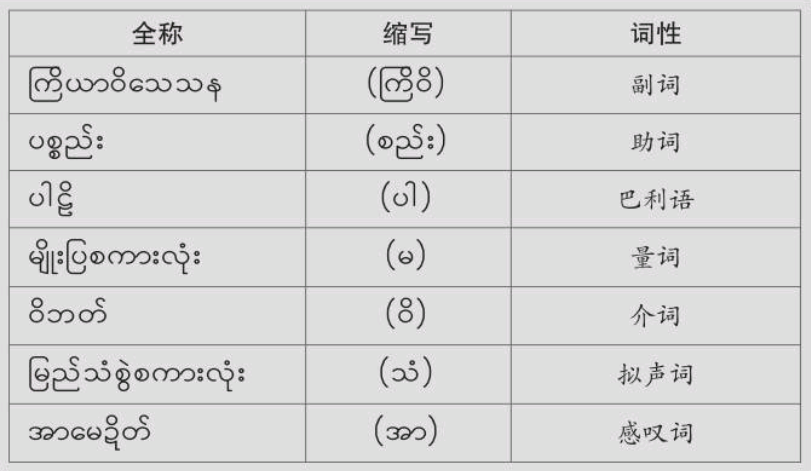 全称 缩写 词性
ကြိယာဝိသေသန (ကြိဝိ) 副词
ပစ္စည်း (စည်း) 助词
ပါဠိ (ပါ) 巴利语
မျိုးပြစကားလုံး (မ) 量词
ဝိဘတ် (ဝိ) 介词
မြည်သံစွဲစကားလုံး (သံ) 拟声词
အာမေဍိတ် (အာ) 感叹词